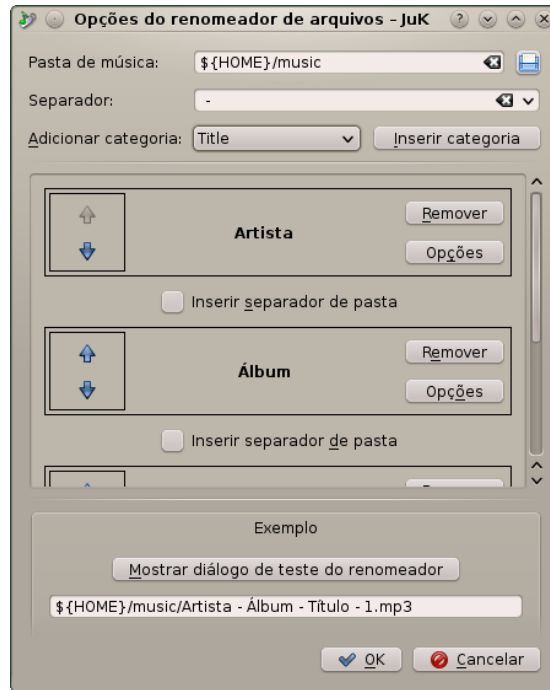 Opções do renomeador de arquivos – JuK
Pasta de música: ${HOME}/music
Separador: -
Adicionar categoria: Title Inserir categoria
Remover
Artista
Opções
Inserir separador de pasta
Remover
Álbum
Opções
Inserir separador de pasta
Exemplo
Mostrar diálogo de teste do renomeador
${HOME}/music/Artista - Álbum - Título - 1.mp3
OK Cancelar